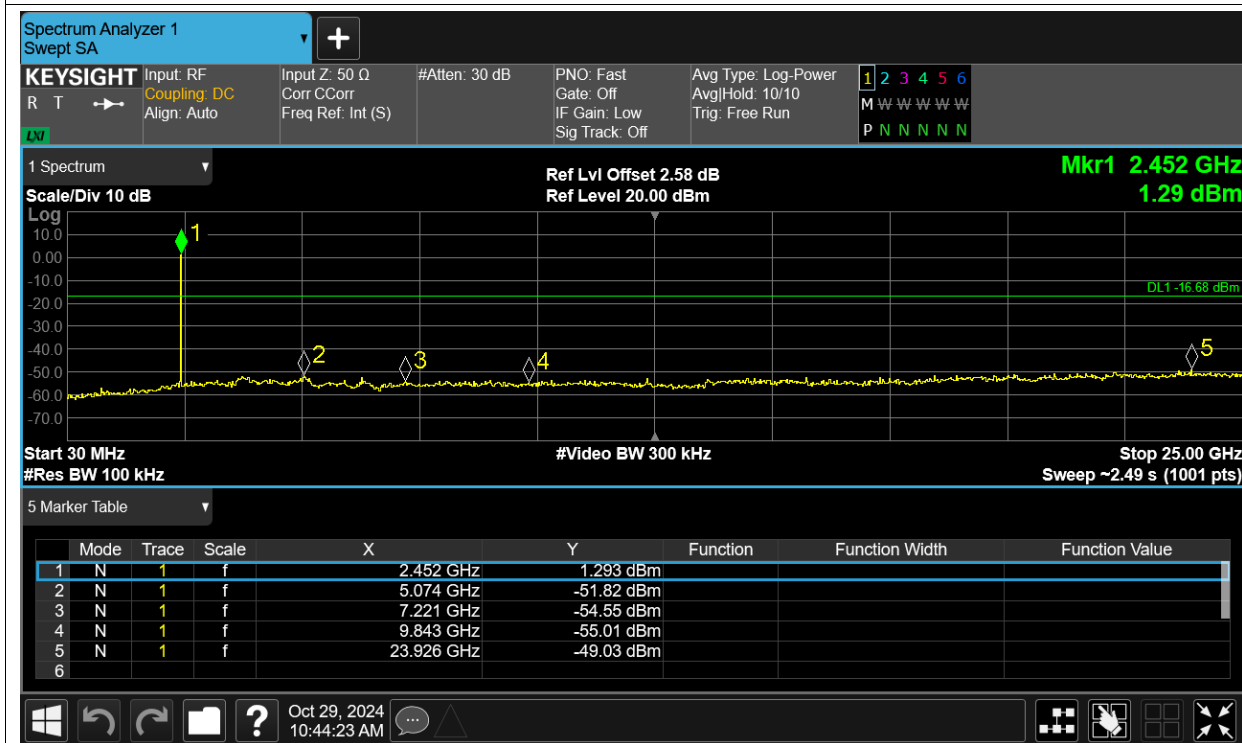 Spectrum Analyzer 1
Swept SA
+
KEYSIGHT Input: RF Input Z: 50 Ω #Atten: 30 dB PNO: Fast Avg Type: Log-Power 1 2 3 4 5 6
R T Coupling: DC Corr CCorr Gate: Off Avg|Hold: 10/10 M W W W W W W
Align: Auto Freq Ref: Int (S) IF Gain: Low Trig: Free Run
LXI Sig Track: Off P N N N N N
1 Spectrum Ref Lvl Offset 2.58 dB Mkr1 2.452 GHz
Scale/Div 10 dB Ref Level 20.00 dBm 1.29 dBm
Log
10.0 1
0.00
-10.0
DL1 -16.68 dBm
-20.0
-30.0
-40.0 2 3 4 5
-50.0
-60.0
-70.0
Start 30 MHz #Video BW 300 kHz Stop 25.00 GHz
#Res BW 100 kHz Sweep ~2.49 s (1001 pts)
5 Marker Table
Mode Trace Scale X Y Function Function Width Function Value
1 N 1 f 2.452 GHz 1.293 dBm
2 N 1 f 5.074 GHz -51.82 dBm
3 N 1 f 7.221 GHz -54.55 dBm
4 N 1 f 9.843 GHz -55.01 dBm
5 N 1 f 23.926 GHz -49.03 dBm
6
? Oct 29, 2024
10:44:23 AM